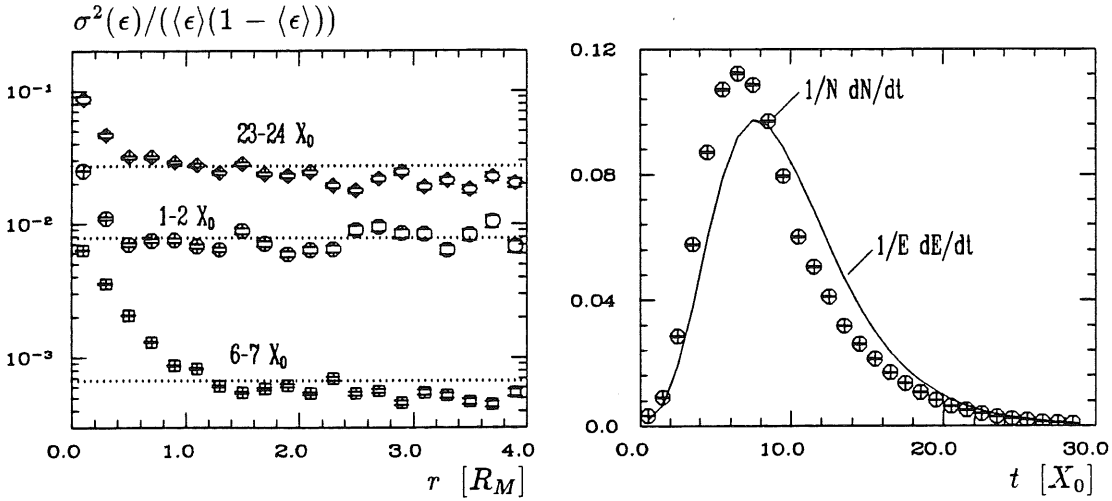 σ²(ϵ)/(⟨ϵ⟩(1 − ⟨ϵ⟩))
10⁻¹
10⁻²
10⁻³
23-24 X₀
1-2 X₀
6-7 X₀
0.0 1.0 2.0 3.0 4.0
r [R_M]
0.12
0.08
0.04
0.0
1/N dN/dt
1/E dE/dt
0.0 10.0 20.0 30.0
t [X₀]